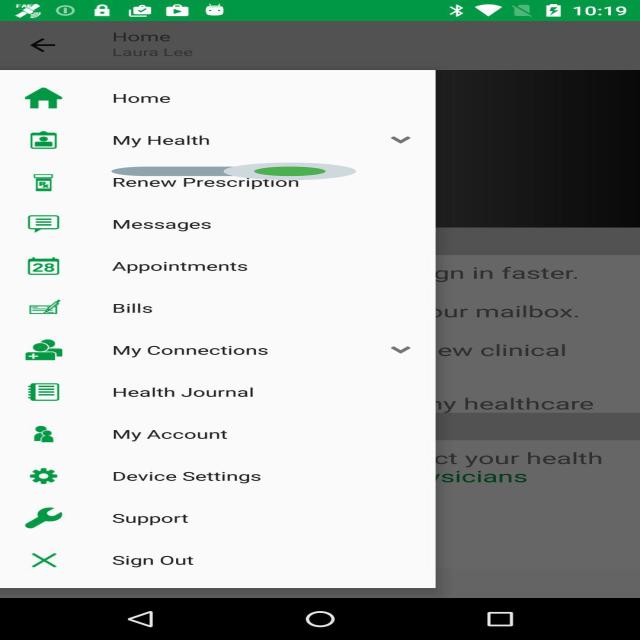 10:19
Home
Laura Lee
Home
My Health
Renew Prescription
Messages
28 Appointments
Bills
My Connections
Health Journal
My Account
Device Settings
Support
Sign Out
gn in faster.
our mailbox.
ew clinical
my healthcare
ct your health
ysicians